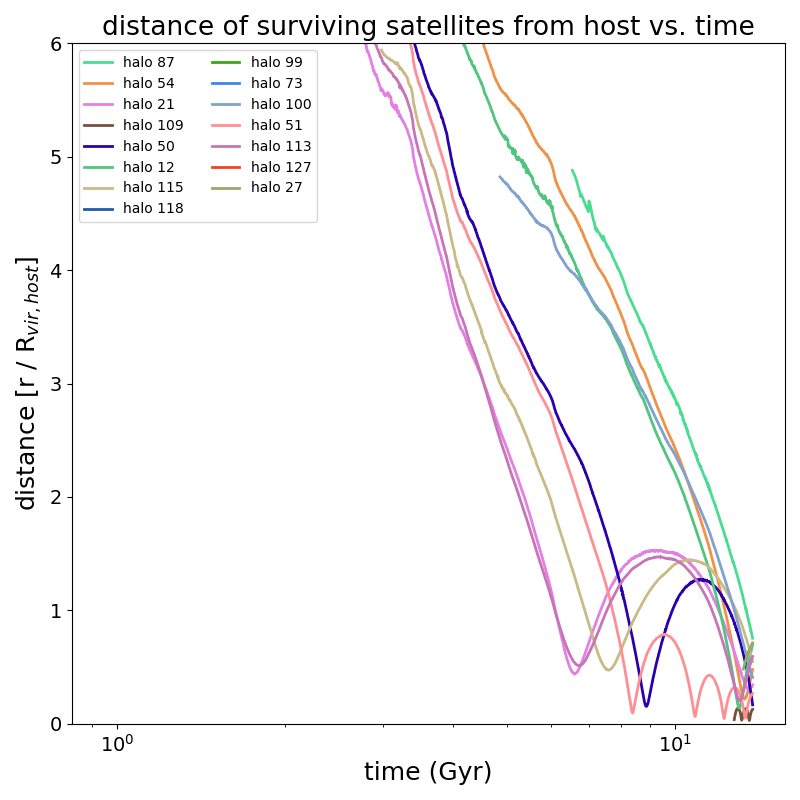 distance of surviving satellites from host vs. time
6
5
4
3
2
1
0
distance [r / R_{vir,host}]
halo 87
halo 54
halo 21
halo 109
halo 50
halo 12
halo 115
halo 118
halo 99
halo 73
halo 100
halo 51
halo 113
halo 127
halo 27
10^0
10^1
time (Gyr)